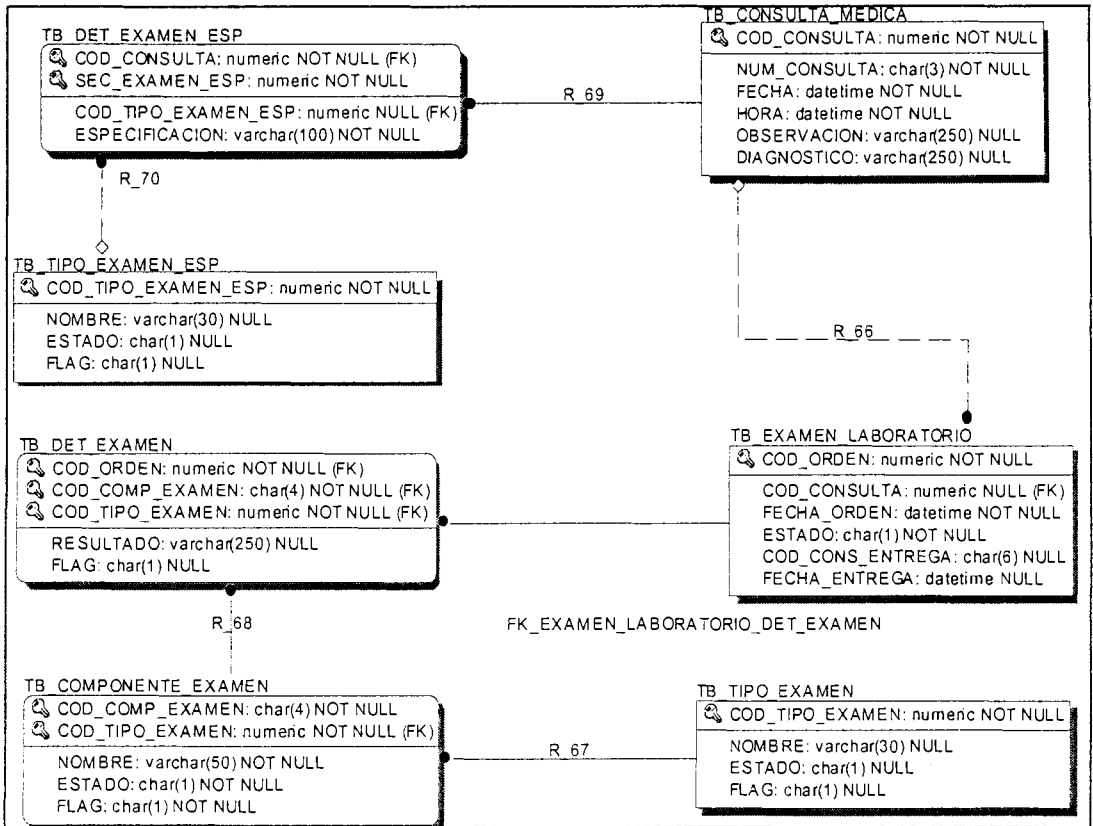 TB_DET_EXAMEN_ESP
COD_CONSULTA: numeric NOT NULL (FK)
SEC_EXAMEN_ESP: numeric NOT NULL
COD_TIPO_EXAMEN_ESP: numeric NULL (FK)
ESPECIFICACION: varchar(100) NOT NULL
R_69
TB_CONSULTA_MEDICA
COD_CONSULTA: numeric NOT NULL
NUM_CONSULTA: char(3) NOT NULL
FECHA: datetime NOT NULL
HORA: datetime NOT NULL
OBSERVACION: varchar(250) NULL
DIAGNOSTICO: varchar(250) NULL
R_70
TB_TIPO_EXAMEN_ESP
COD_TIPO_EXAMEN_ESP: numeric NOT NULL
NOMBRE: varchar(30) NULL
ESTADO: char(1) NULL
FLAG: char(1) NULL
R_66
TB_DET_EXAMEN
COD_ORDEN: numeric NOT NULL (FK)
COD_COMP_EXAMEN: char(4) NOT NULL (FK)
COD_TIPO_EXAMEN: numeric NOT NULL (FK)
RESULTADO: varchar(250) NULL
FLAG: char(1) NULL
TB_EXAMEN_LABORATORIO
COD_ORDEN: numeric NOT NULL
COD_CONSULTA: numeric NULL (FK)
FECHA_ORDEN: datetime NOT NULL
ESTADO: char(1) NOT NULL
COD_CONS_ENTREGA: char(6) NULL
FECHA_ENTREGA: datetime NULL
R_68
FK_EXAMEN_LABORATORIO_DET_EXAMEN
TB_COMPONENTE_EXAMEN
COD_COMP_EXAMEN: char(4) NOT NULL
COD_TIPO_EXAMEN: numeric NOT NULL (FK)
NOMBRE: varchar(50) NOT NULL
ESTADO: char(1) NOT NULL
FLAG: char(1) NOT NULL
R_67
TB_TIPO_EXAMEN
COD_TIPO_EXAMEN: numeric NOT NULL
NOMBRE: varchar(30) NULL
ESTADO: char(1) NULL
FLAG: char(1) NULL